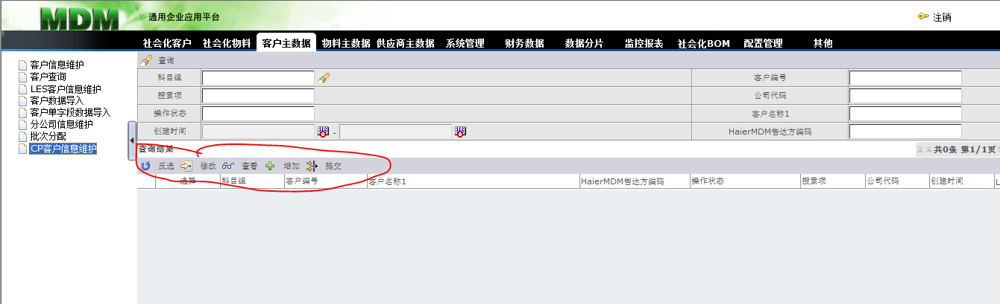 MDM 通用企业应用平台 注销
社会化客户 社会化物料 客户主数据 物料主数据 供应商主数据 系统管理 财务数据 数据分片 监控报表 社会化BOM 配置管理 其他
客户信息维护
客户查询
LES客户信息维护
客户数据导入
客户单字段数据导入
分公司信息维护
批次分配
CP客户信息维护
查询
科目组 客户编号
搜素项 公司代码
操作状态 客户名称1
创建时间 - HaierMDM售达方编码
查询结果 共0条 第1/1页
反选 修改 查看 增加 提交
选择 科目组 客户编号 客户名称1 HaierMDM售达方编码 操作状态 搜素项 公司代码 创建时间 L